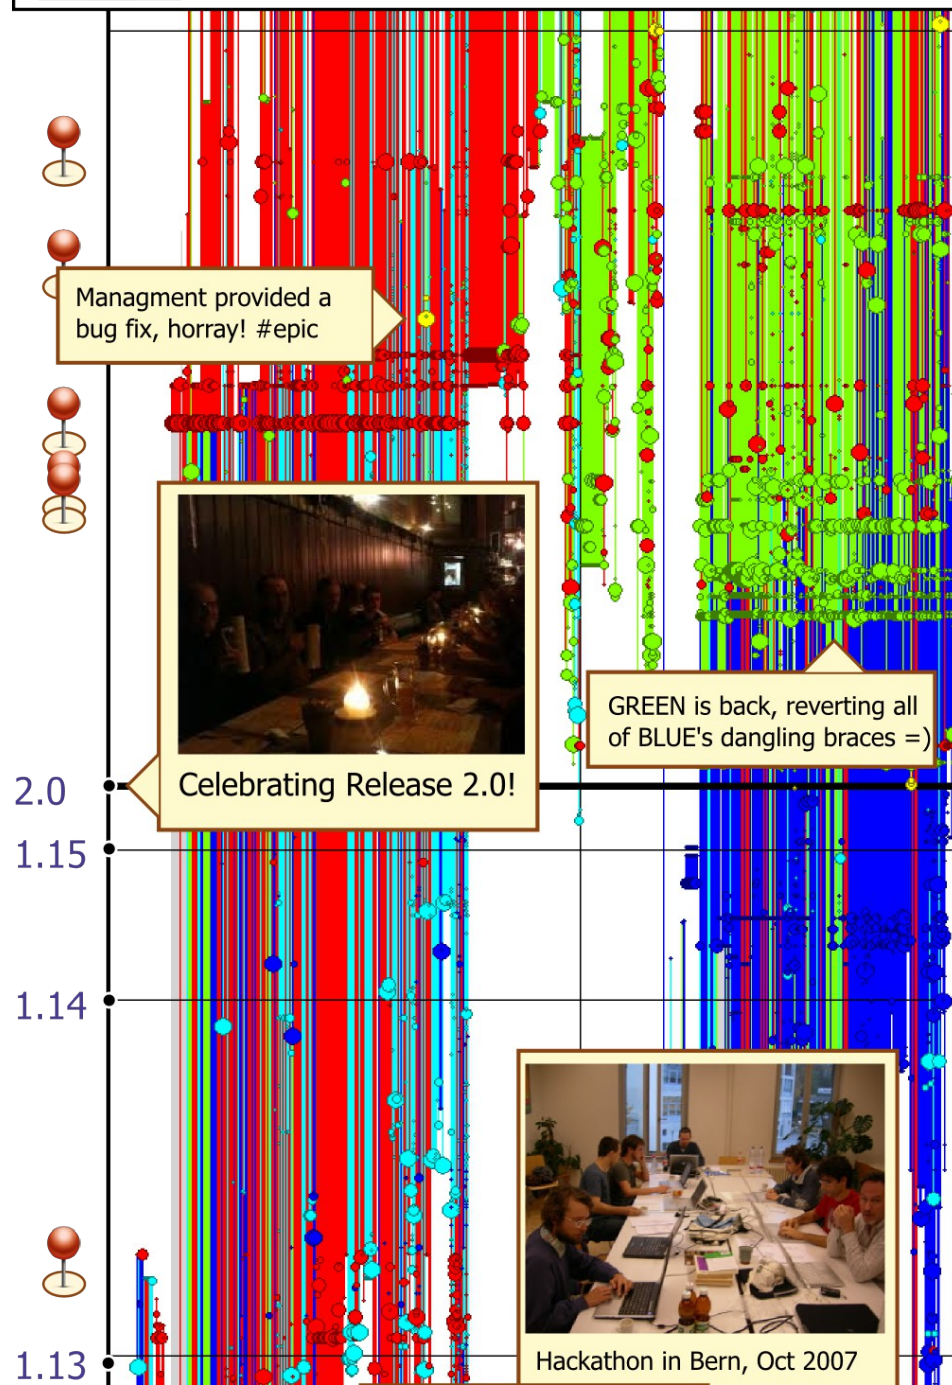 Managment provided a
bug fix, horray! #epic
GREEN is back, reverting all
of BLUE's dangling braces =)
Celebrating Release 2.0!
2.0
1.15
1.14
1.13
Hackathon in Bern, Oct 2007